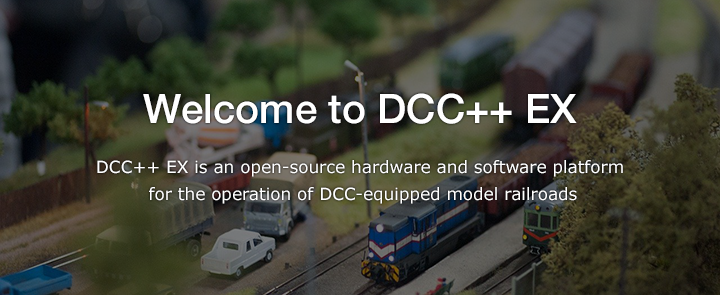 Welcome to DCC++ EX
DCC++ EX is an open-source hardware and software platform
for the operation of DCC-equipped model railroads